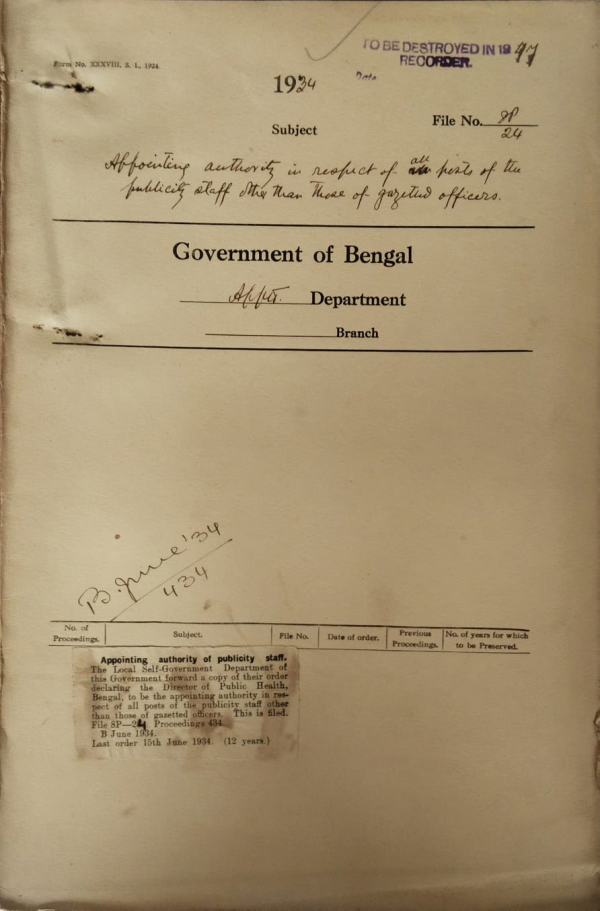 Form No. XXXVIII, S. I., 1924.
TO BE DESTROYED IN 1947
RECORDER.
Date
1934
File No. 8P/24
Subject
Appointing authority in respect of all posts of the
publicity staff other than those of gazetted officers.
Government of Bengal
Apptt. Department
Branch
B. June '34
434
No. of Proceedings. Subject. File No. Date of order. Previous Proceedings. No. of years for which to be Preserved.
Appointing authority of publicity staff.
The Local Self-Government Department of
this Government forward a copy of their order
declaring the Director of Public Health,
Bengal, to be the appointing authority in res-
pect of all posts of the publicity staff other
than those of gazetted officers. This is filed.
File 8P—24 Proceedings 434.
B June 1934.
Last order 15th June 1934. (12 years.)